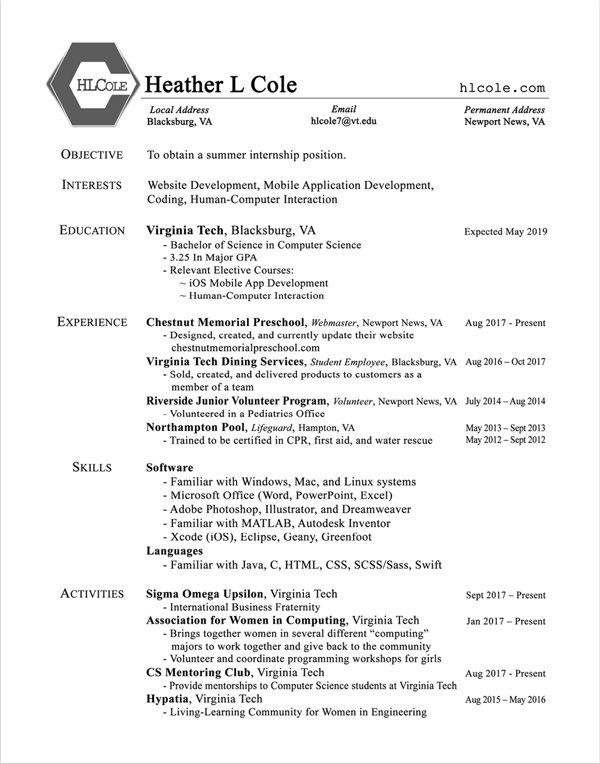 HLCOLE
Heather L Cole
hlcole.com
Local Address
Blacksburg, VA
Email
hlcole7@vt.edu
Permanent Address
Newport News, VA
OBJECTIVE
To obtain a summer internship position.
INTERESTS
Website Development, Mobile Application Development,
Coding, Human-Computer Interaction
EDUCATION
Virginia Tech, Blacksburg, VA Expected May 2019
- Bachelor of Science in Computer Science
- 3.25 In Major GPA
- Relevant Elective Courses:
~ iOS Mobile App Development
~ Human-Computer Interaction
EXPERIENCE
Chestnut Memorial Preschool, Webmaster, Newport News, VA Aug 2017 - Present
- Designed, created, and currently update their website
chestnutmemorialpreschool.com
Virginia Tech Dining Services, Student Employee, Blacksburg, VA Aug 2016 – Oct 2017
- Sold, created, and delivered products to customers as a
member of a team
Riverside Junior Volunteer Program, Volunteer, Newport News, VA July 2014 – Aug 2014
- Volunteered in a Pediatrics Office
Northampton Pool, Lifeguard, Hampton, VA May 2013 – Sept 2013
- Trained to be certified in CPR, first aid, and water rescue May 2012 – Sept 2012
SKILLS
Software
- Familiar with Windows, Mac, and Linux systems
- Microsoft Office (Word, PowerPoint, Excel)
- Adobe Photoshop, Illustrator, and Dreamweaver
- Familiar with MATLAB, Autodesk Inventor
- Xcode (iOS), Eclipse, Geany, Greenfoot
Languages
- Familiar with Java, C, HTML, CSS, SCSS/Sass, Swift
ACTIVITIES
Sigma Omega Upsilon, Virginia Tech Sept 2017 – Present
- International Business Fraternity
Association for Women in Computing, Virginia Tech Jan 2017 – Present
- Brings together women in several different “computing”
majors to work together and give back to the community
- Volunteer and coordinate programming workshops for girls
CS Mentoring Club, Virginia Tech Aug 2017 - Present
- Provide mentorships to Computer Science students at Virginia Tech
Hypatia, Virginia Tech Aug 2015 – May 2016
- Living-Learning Community for Women in Engineering